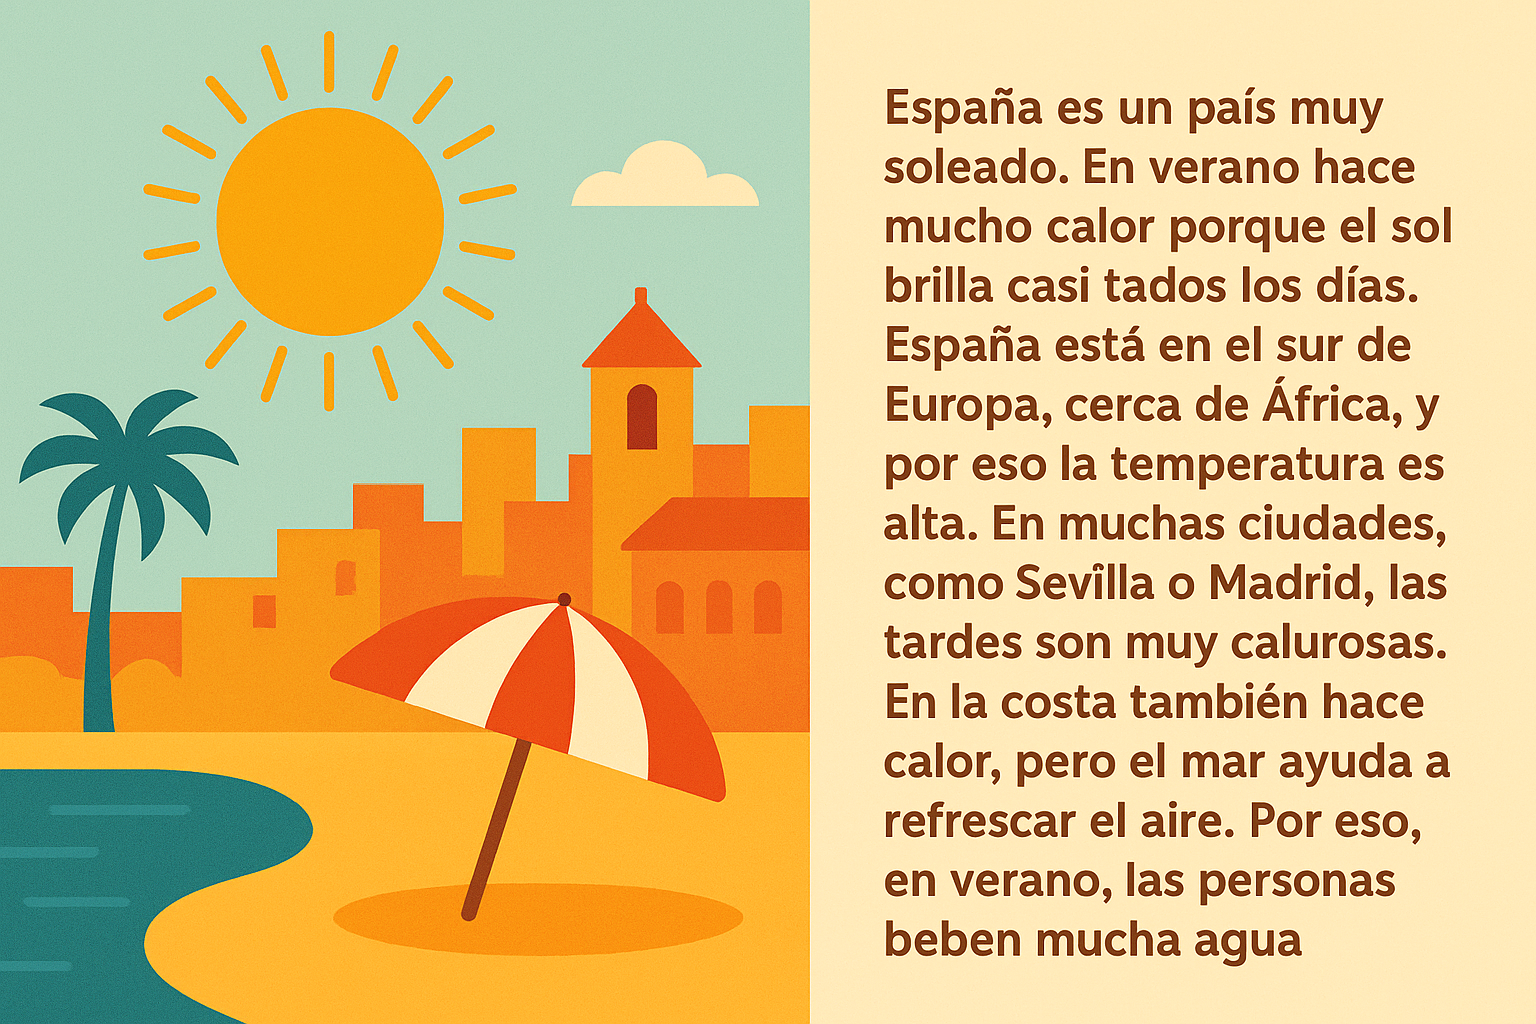 España es un país muy
soleado. En verano hace
mucho calor porque el sol
brilla casi tados los días.
España está en el sur de
Europa, cerca de África, y
por eso la temperatura es
alta. En muchas ciudades,
como Sevîlla o Madrid, las
tardes son muy calurosas.
En la costa también hace
calor, pero el mar ayuda a
refrescar el aire. Por eso,
en verano, las personas
beben mucha agua